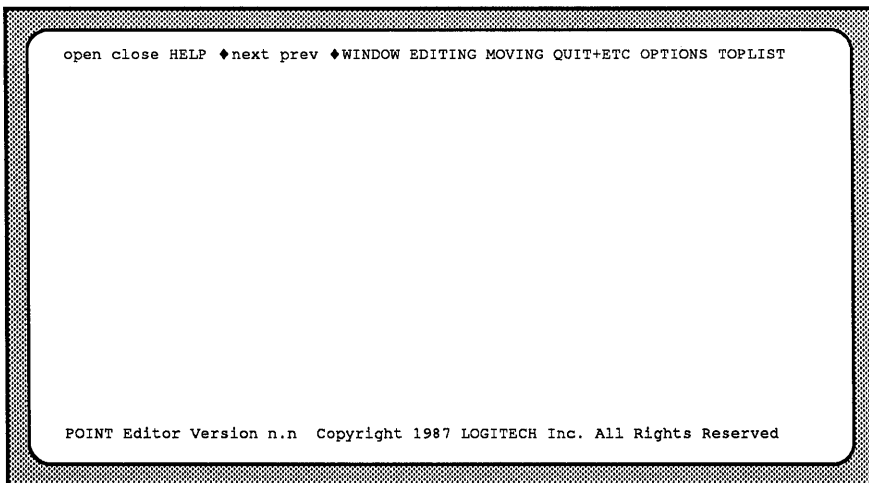 open close HELP ♦next prev ♦WINDOW EDITING MOVING QUIT+ETC OPTIONS TOPLIST
POINT Editor Version n.n Copyright 1987 LOGITECH Inc. All Rights Reserved